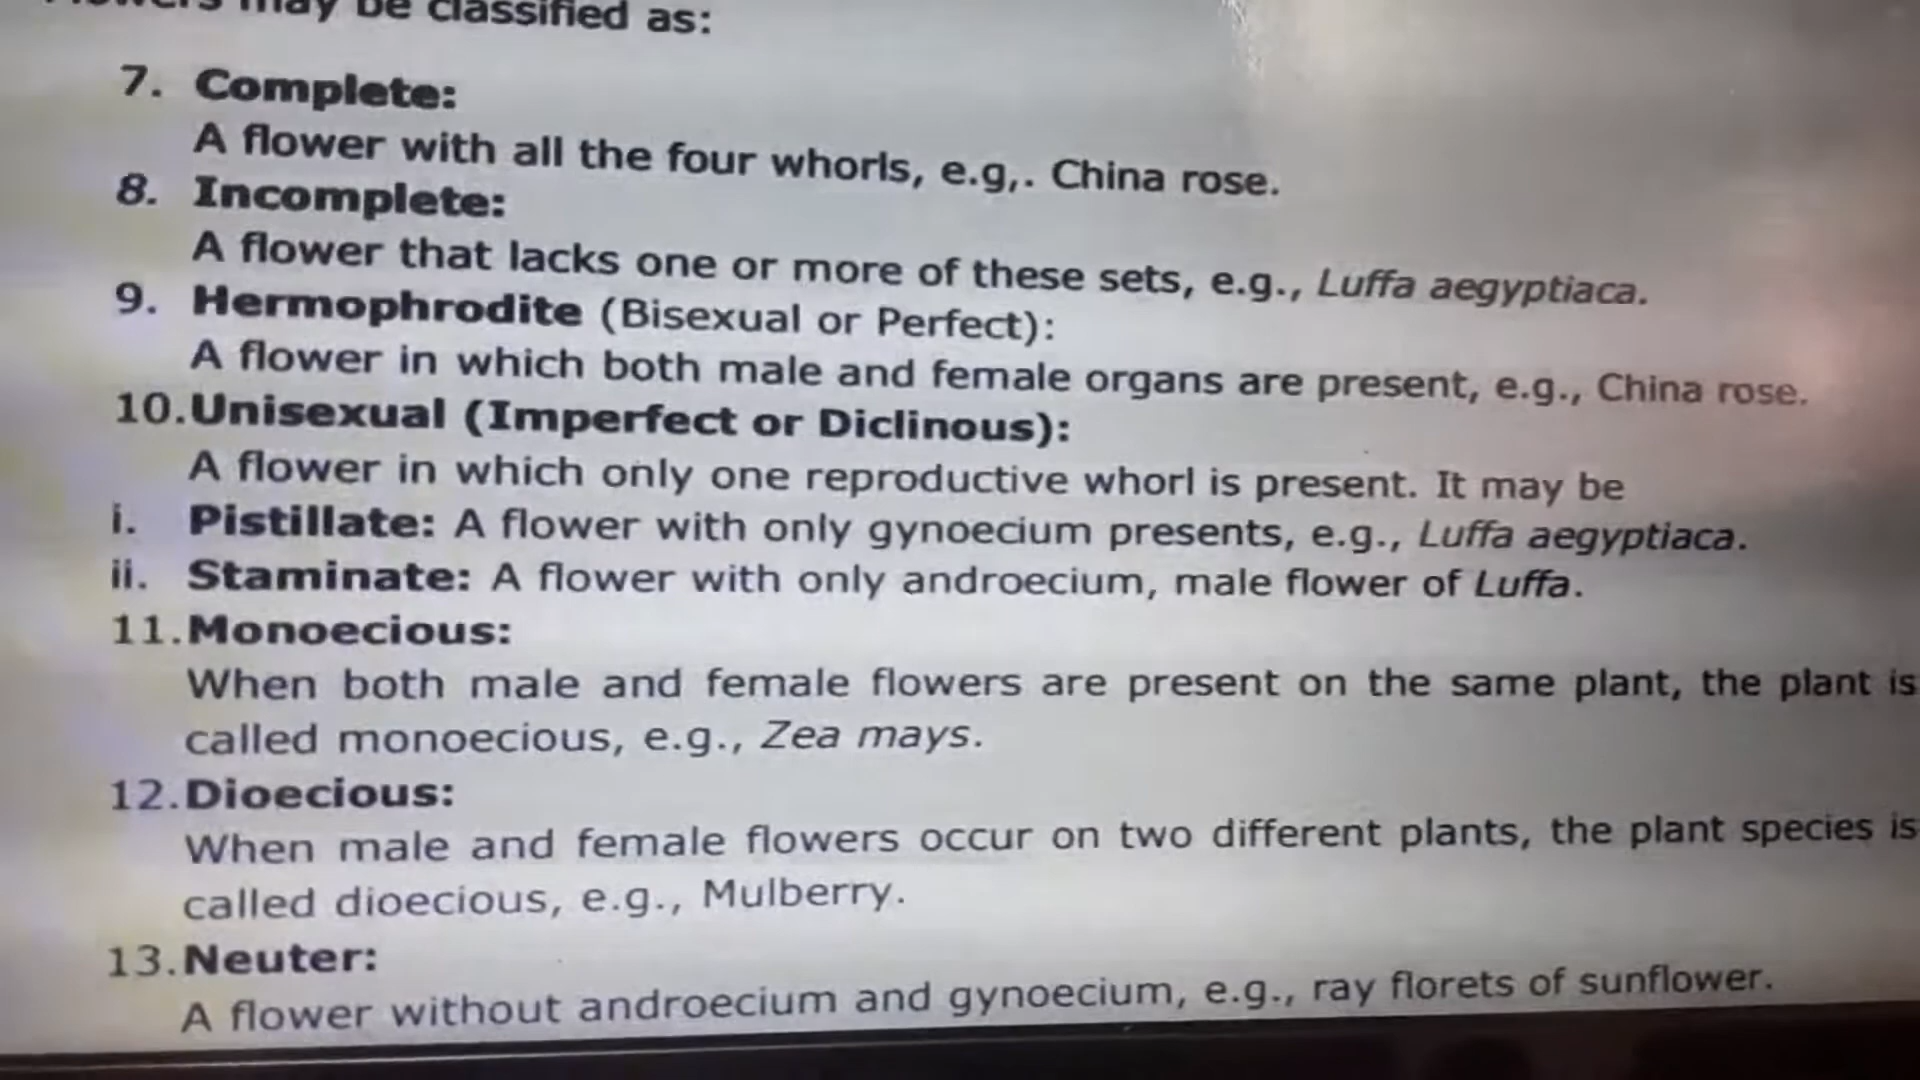 Flowers may be classified as:
7. Complete:
A flower with all the four whorls, e.g,. China rose.
8. Incomplete:
A flower that lacks one or more of these sets, e.g., Luffa aegyptiaca.
9. Hermophrodite (Bisexual or Perfect):
A flower in which both male and female organs are present, e.g., China rose.
10.Unisexual (Imperfect or Diclinous):
A flower in which only one reproductive whorl is present. It may be
i. Pistillate: A flower with only gynoecium presents, e.g., Luffa aegyptiaca.
ii. Staminate: A flower with only androecium, male flower of Luffa.
11.Monoecious:
When both male and female flowers are present on the same plant, the plant is
called monoecious, e.g., Zea mays.
12.Dioecious:
When male and female flowers occur on two different plants, the plant species is
called dioecious, e.g., Mulberry.
13.Neuter:
A flower without androecium and gynoecium, e.g., ray florets of sunflower.